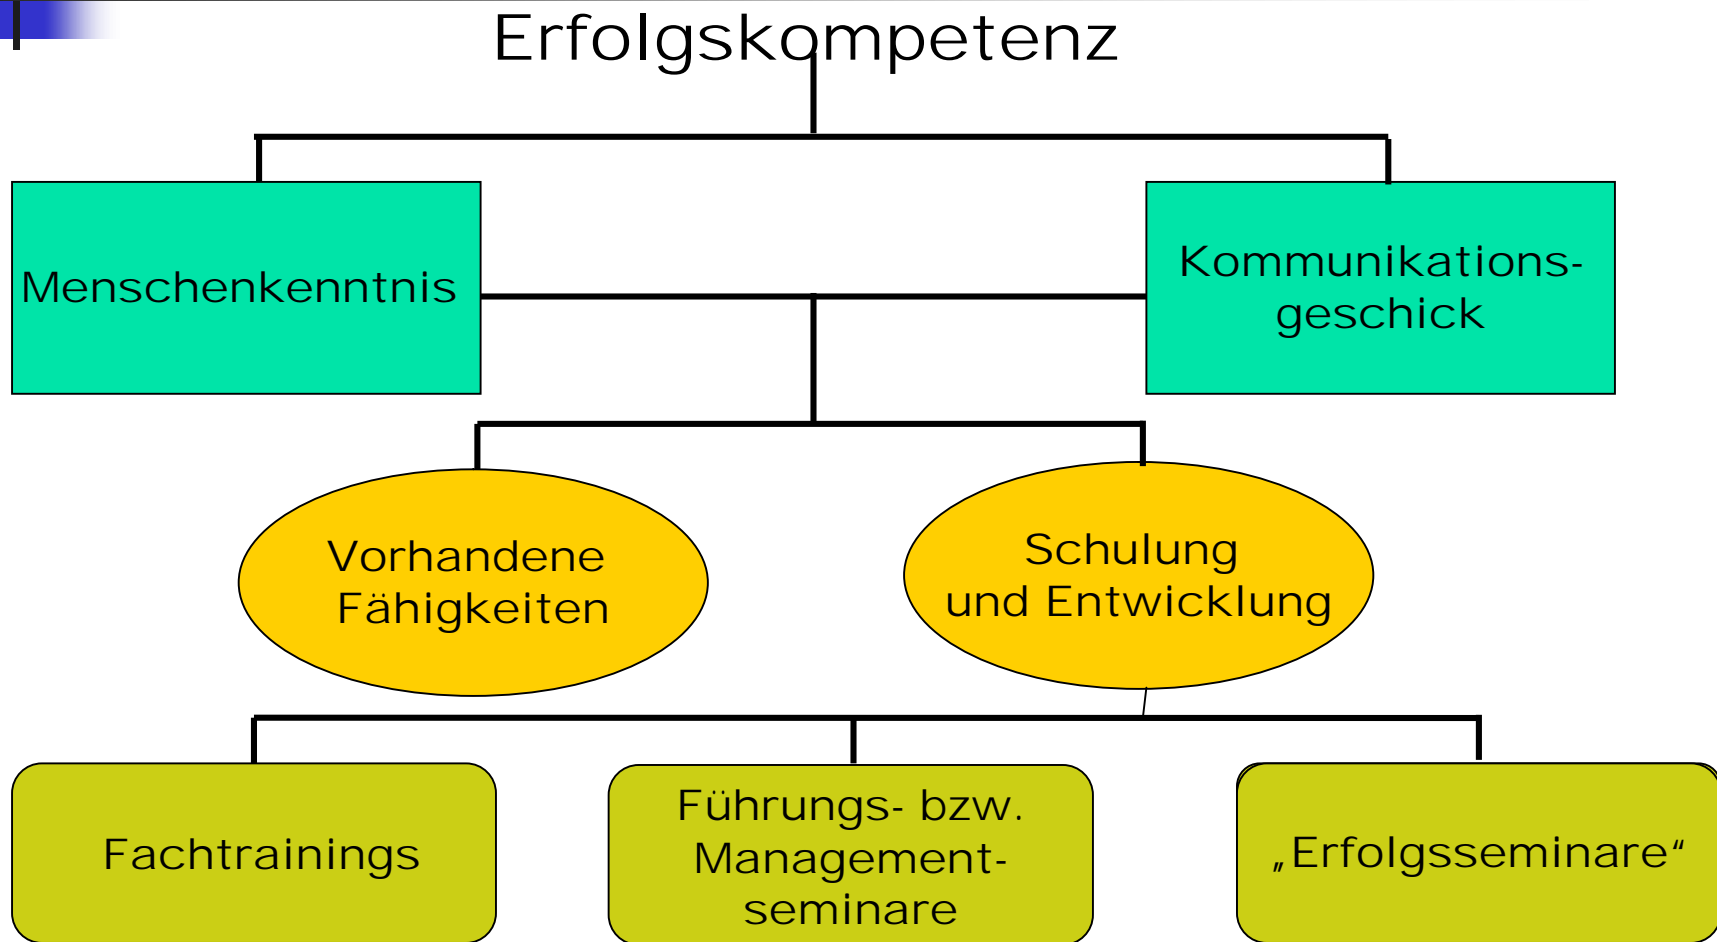 Erfolgskompetenz
Menschenkenntnis
Kommunikations-
geschick
Vorhandene
Fähigkeiten
Schulung
und Entwicklung
Fachtrainings
Führungs- bzw.
Management-
seminare
„Erfolgsseminare“